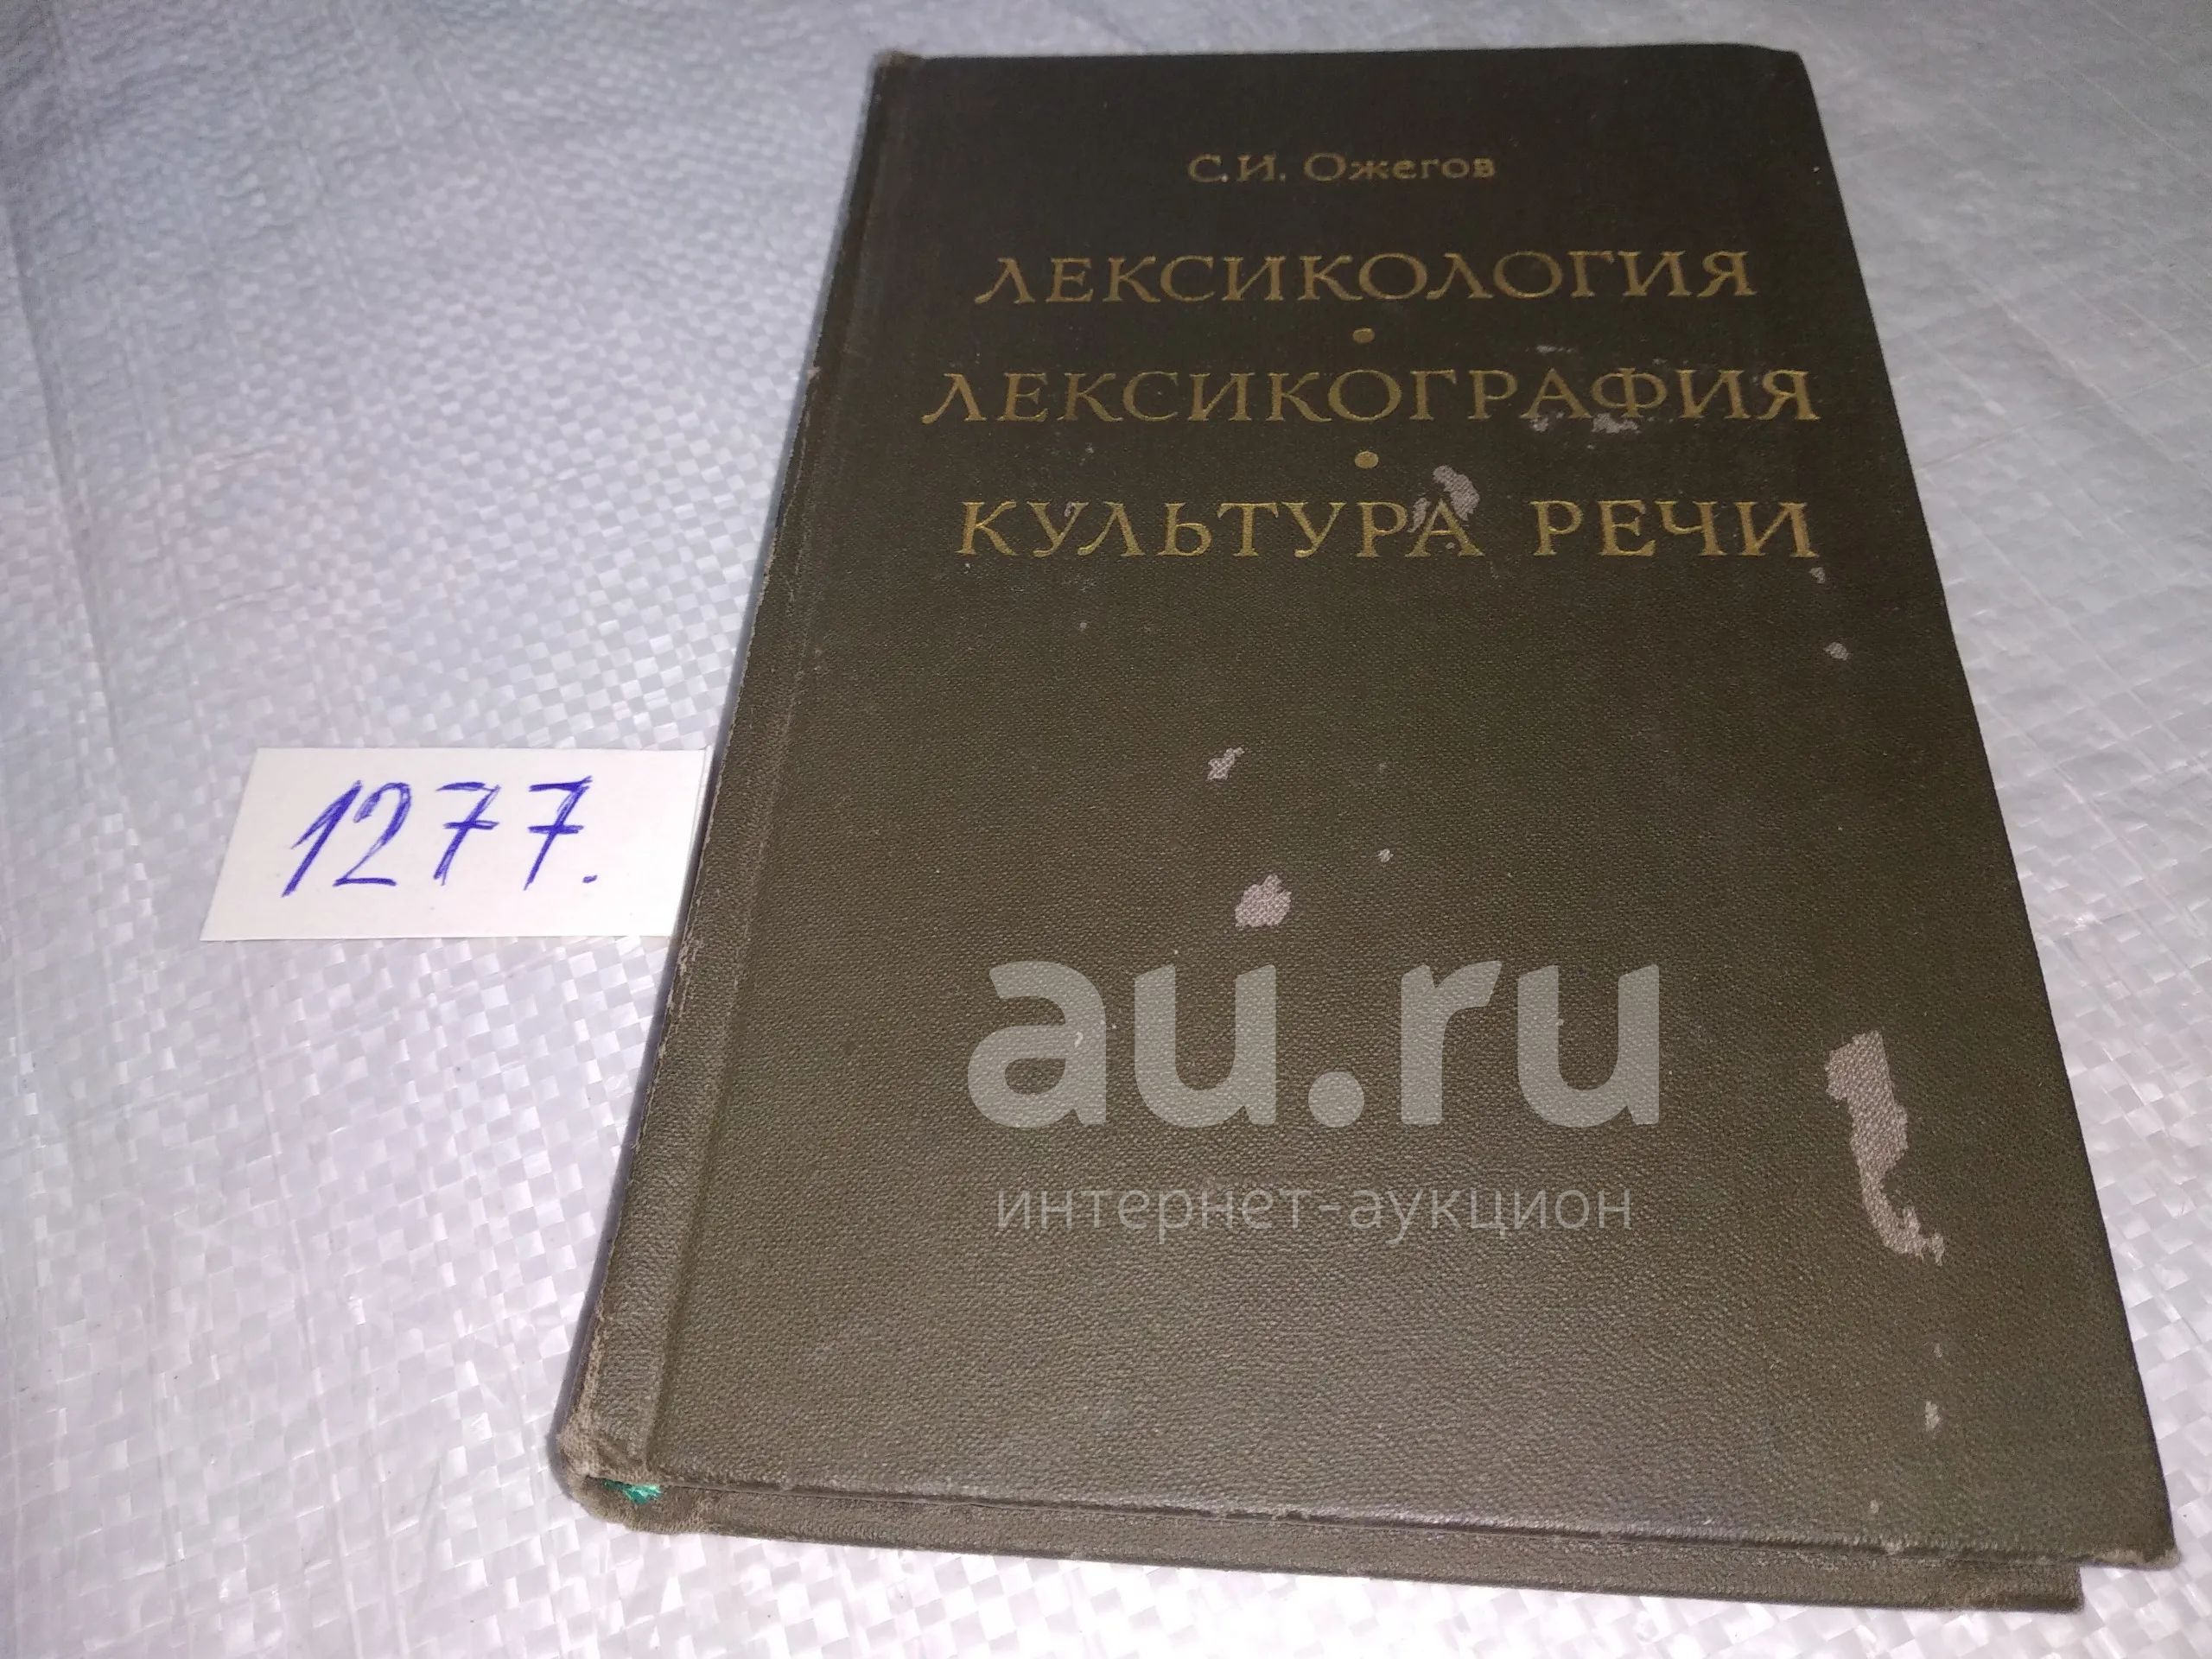 С.И. Ожегов
ЛЕКСИКОЛОГИЯ
•
ЛЕКСИКОГРАФИЯ
•
КУЛЬТУРА РЕЧИ
1277.
au.ru
интернет-аукцион